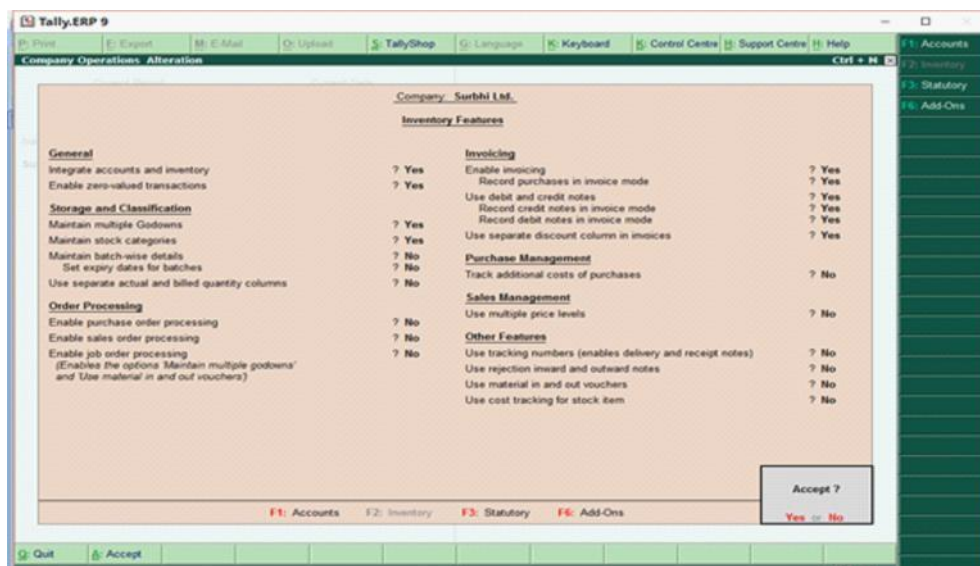 Tally.ERP 9
P: Print E: Export M: E-Mail O: Upload S: TallyShop G: Language K: Keyboard K: Control Centre H: Support Centre H: Help
Company Operations Alteration Ctrl + M
F1: Accounts
F2: Inventory
F3: Statutory
F6: Add-Ons
Company: Surbhi Ltd.
Inventory Features
General
Integrate accounts and inventory ? Yes
Enable zero-valued transactions ? Yes
Storage and Classification
Maintain multiple Godowns ? Yes
Maintain stock categories ? Yes
Maintain batch-wise details ? No
Set expiry dates for batches ? No
Use separate actual and billed quantity columns ? No
Order Processing
Enable purchase order processing ? No
Enable sales order processing ? No
Enable job order processing ? No
(Enables the options 'Maintain multiple godowns'
and 'Use material in and out vouchers')
Invoicing
Enable invoicing ? Yes
Record purchases in invoice mode ? Yes
Use debit and credit notes ? Yes
Record credit notes in invoice mode ? Yes
Record debit notes in invoice mode ? Yes
Use separate discount column in invoices ? Yes
Purchase Management
Track additional costs of purchases ? No
Sales Management
Use multiple price levels ? No
Other Features
Use tracking numbers (enables delivery and receipt notes) ? No
Use rejection inward and outward notes ? No
Use material in and out vouchers ? No
Use cost tracking for stock item ? No
Accept ?
Yes or No
F1: Accounts F2: Inventory F3: Statutory F6: Add-Ons
Q: Quit A: Accept